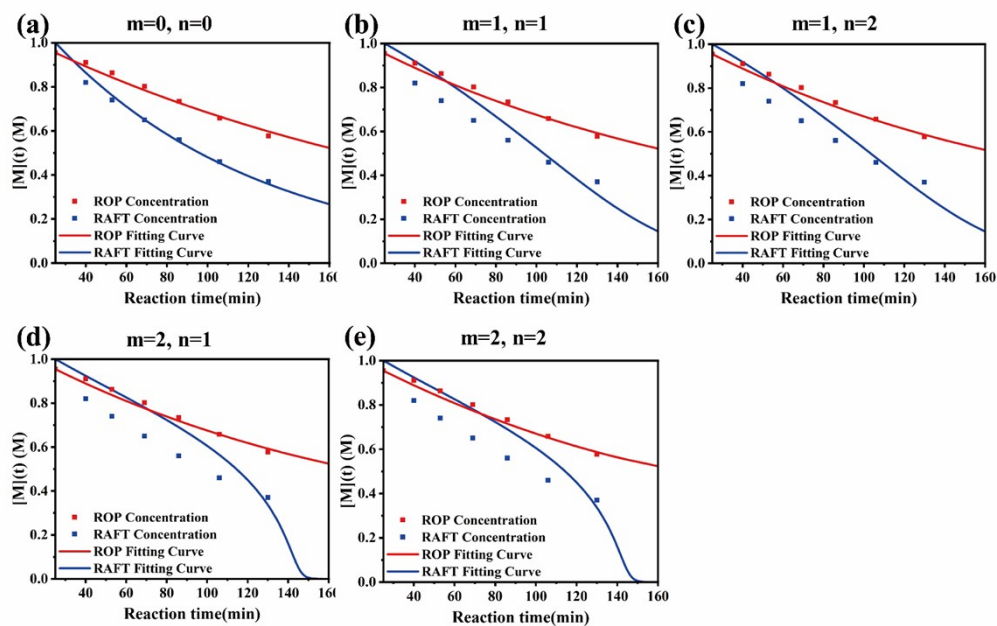 (a) m=0, n=0
1.0
0.8
0.6
0.4
0.2
0.0
[M](t) (M)
ROP Concentration
RAFT Concentration
ROP Fitting Curve
RAFT Fitting Curve
40 60 80 100 120 140 160
Reaction time(min)
(b) m=1, n=1
1.0
0.8
0.6
0.4
0.2
0.0
[M](t) (M)
ROP Concentration
RAFT Concentration
ROP Fitting Curve
RAFT Fitting Curve
40 60 80 100 120 140 160
Reaction time(min)
(c) m=1, n=2
1.0
0.8
0.6
0.4
0.2
0.0
[M](t) (M)
ROP Concentration
RAFT Concentration
ROP Fitting Curve
RAFT Fitting Curve
40 60 80 100 120 140 160
Reaction time(min)
(d) m=2, n=1
1.0
0.8
0.6
0.4
0.2
0.0
[M](t) (M)
ROP Concentration
RAFT Concentration
ROP Fitting Curve
RAFT Fitting Curve
40 60 80 100 120 140 160
Reaction time(min)
(e) m=2, n=2
1.0
0.8
0.6
0.4
0.2
0.0
[M](t) (M)
ROP Concentration
RAFT Concentration
ROP Fitting Curve
RAFT Fitting Curve
40 60 80 100 120 140 160
Reaction time(min)